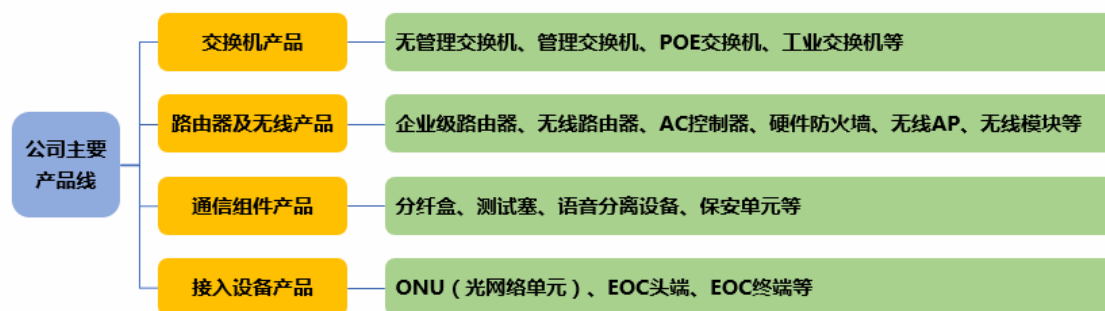 公司主要
产品线
交换机产品
无管理交换机、管理交换机、POE交换机、工业交换机等
路由器及无线产品
企业级路由器、无线路由器、AC控制器、硬件防火墙、无线AP、无线模块等
通信组件产品
分纤盒、测试塞、语音分离设备、保安单元等
接入设备产品
ONU（光网络单元）、EOC头端、EOC终端等